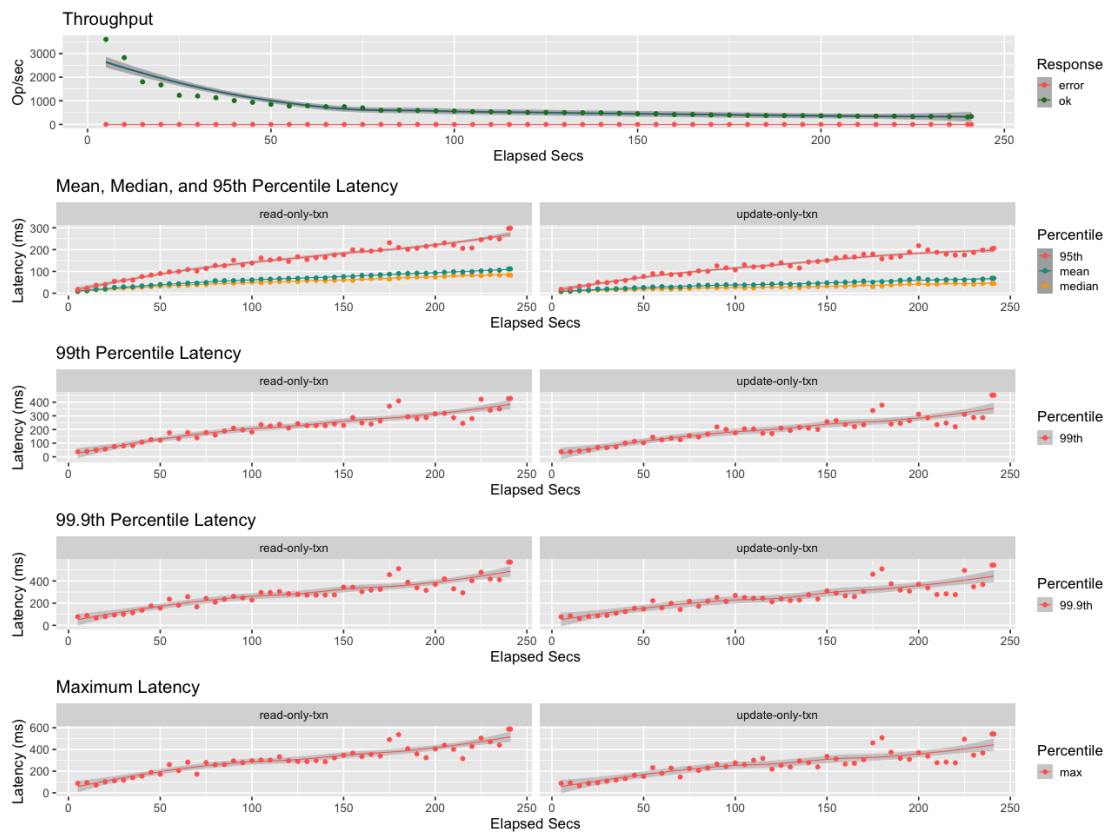 Throughput
3000
2000
1000
0
Op/sec
0 50 100 150 200 250
Elapsed Secs
Response
error
ok
Mean, Median, and 95th Percentile Latency
read-only-txn update-only-txn
300
200
100
0
Latency (ms)
0 50 100 150 200 250 0 50 100 150 200 250
Elapsed Secs
Percentile
95th
mean
median
99th Percentile Latency
read-only-txn update-only-txn
400
300
200
100
0
Latency (ms)
0 50 100 150 200 250 0 50 100 150 200 250
Elapsed Secs
Percentile
99th
99.9th Percentile Latency
read-only-txn update-only-txn
400
200
0
Latency (ms)
0 50 100 150 200 250 0 50 100 150 200 250
Elapsed Secs
Percentile
99.9th
Maximum Latency
read-only-txn update-only-txn
600
400
200
0
Latency (ms)
0 50 100 150 200 250 0 50 100 150 200 250
Elapsed Secs
Percentile
max